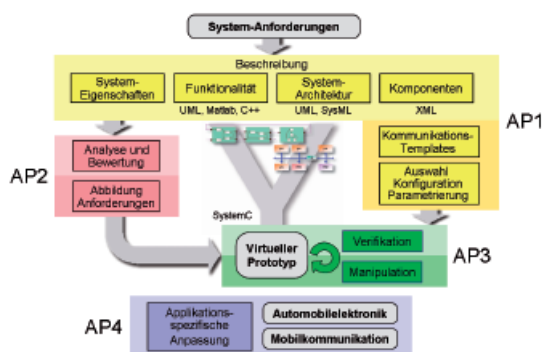 System-Anforderungen
Beschreibung
System-
Eigenschaften
Funktionalität
System-
Architektur
Komponenten
UML, Matlab, C++
UML, SysML
XML
AP1
Analyse und
Bewertung
Abbildung
Anforderungen
AP2
Kommunikations-
Templates
Auswahl
Konfiguration
Parametrierung
SystemC
Virtueller
Prototyp
Verifikation
Manipulation
AP3
AP4
Applikations-
spezifische
Anpassung
Automobilelektronik
Mobilkommunikation